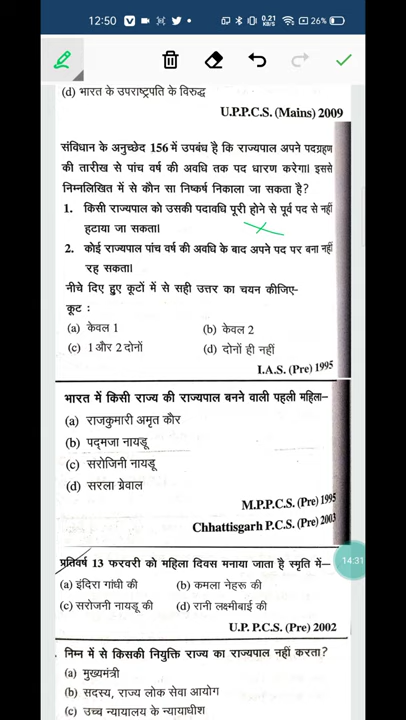 12:50
0.21
KB/S
26%
(d) भारत के उपराष्ट्रपति के विरुद्ध
U.P.P.C.S. (Mains) 2009
संविधान के अनुच्छेद 156 में उपबंध है कि राज्यपाल अपने पदग्रहण
की तारीख से पांच वर्ष की अवधि तक पद धारण करेगा। इससे
निम्नलिखित में से कौन सा निष्कर्ष निकाला जा सकता है?
1. किसी राज्यपाल को उसकी पदावधि पूरी होने से पूर्व पद से नहीं
हटाया जा सकता।
2. कोई राज्यपाल पांच वर्ष की अवधि के बाद अपने पद पर बना नहीं
रह सकता।
नीचे दिए हुए कूटों में से सही उत्तर का चयन कीजिए-
कूट :
(a) केवल 1 (b) केवल 2
(c) 1 और 2 दोनों (d) दोनों ही नहीं
I.A.S. (Pre) 1995
भारत में किसी राज्य की राज्यपाल बनने वाली पहली महिला–
(a) राजकुमारी अमृत कौर
(b) पद्मजा नायडू
(c) सरोजिनी नायडू
(d) सरला ग्रेवाल
M.P.P.C.S. (Pre) 1995
Chhattisgarh P.C.S. (Pre) 2003
14:31
प्रतिवर्ष 13 फरवरी को महिला दिवस मनाया जाता है स्मृति में–
(a) इंदिरा गांधी की (b) कमला नेहरू की
(c) सरोजनी नायडू की (d) रानी लक्ष्मीबाई की
U.P. P.C.S. (Pre) 2002
निम्न में से किसकी नियुक्ति राज्य का राज्यपाल नहीं करता?
(a) मुख्यमंत्री
(b) सदस्य, राज्य लोक सेवा आयोग
(c) उच्च न्यायालय के न्यायाधीश